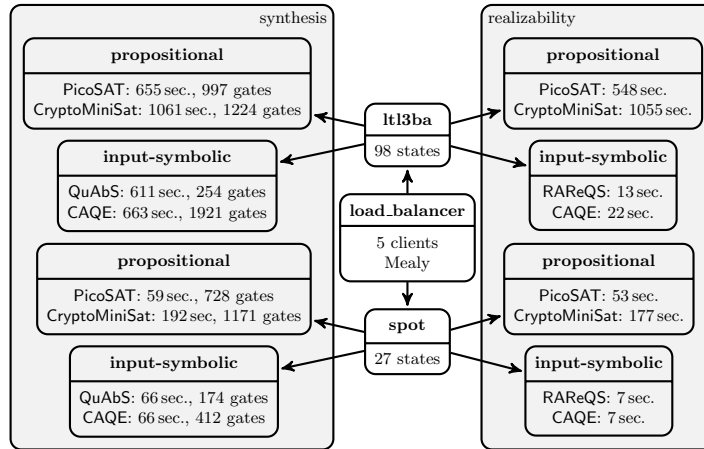 synthesis
propositional
PicoSAT: 655 sec., 997 gates
CryptoMiniSat: 1061 sec., 1224 gates
input-symbolic
QuAbS: 611 sec., 254 gates
CAQE: 663 sec., 1921 gates
propositional
PicoSAT: 59 sec, 728 gates
CryptoMiniSat: 192 sec, 1171 gates
input-symbolic
QuAbS: 66 sec., 174 gates
CAQE: 66 sec., 412 gates
ltl3ba
98 states
load_balancer
5 clients
Mealy
spot
27 states
realizability
propositional
PicoSAT: 548 sec.
CryptoMiniSat: 1055 sec.
input-symbolic
RAReQS: 13 sec.
CAQE: 22 sec.
propositional
PicoSAT: 53 sec.
CryptoMiniSat: 177 sec.
input-symbolic
RAReQS: 7 sec.
CAQE: 7 sec.